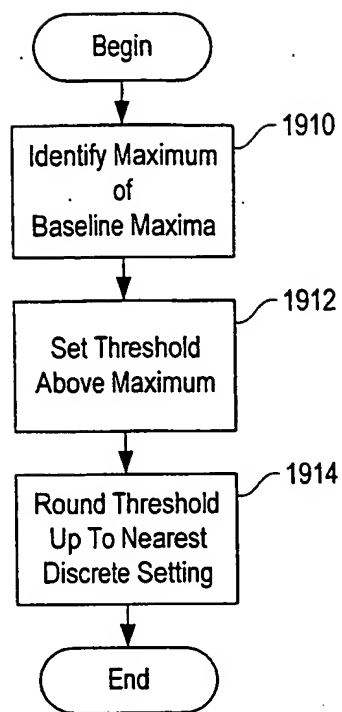 Begin
1910
Identify Maximum
of
Baseline Maxima
1912
Set Threshold
Above Maximum
1914
Round Threshold
Up To Nearest
Discrete Setting
End